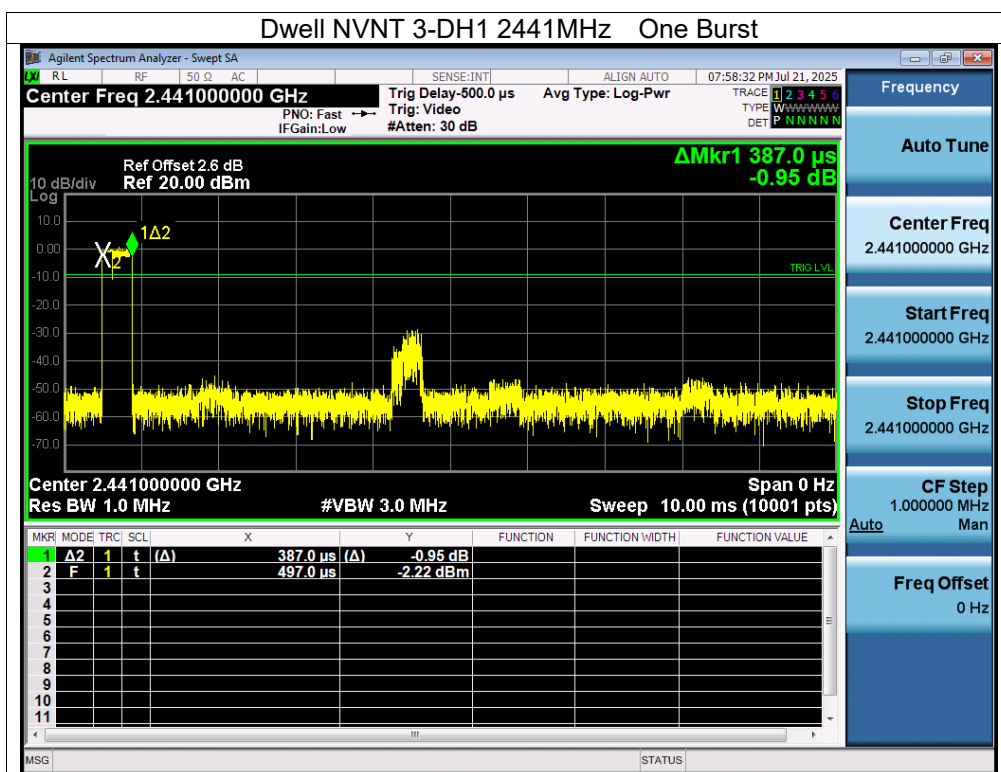 Dwell NVNT 3-DH1 2441MHz One Burst
Agilent Spectrum Analyzer - Swept SA
LXI RL RF 50 Ω AC SENSE:INT ALIGN AUTO 07:58:32 PM Jul 21, 2025
Center Freq 2.441000000 GHz Trig Delay-500.0 µs Avg Type: Log-Pwr TRACE 1 2 3 4 5 6
PNO: Fast Trig: Video TYPE WWWWWW
IFGain:Low #Atten: 30 dB DET P N N N N N
Frequency
Auto Tune
Center Freq
2.441000000 GHz
Start Freq
2.441000000 GHz
Stop Freq
2.441000000 GHz
CF Step
1.000000 MHz
Auto Man
Freq Offset
0 Hz
ΔMkr1 387.0 µs
-0.95 dB
Ref Offset 2.6 dB
10 dB/div Ref 20.00 dBm
Log
10.0
0.00
-10.0
-20.0
-30.0
-40.0
-50.0
-60.0
-70.0
1Δ2
X2
TRIG LVL
Center 2.441000000 GHz Span 0 Hz
Res BW 1.0 MHz #VBW 3.0 MHz Sweep 10.00 ms (10001 pts)
MKR MODE TRC SCL X Y FUNCTION FUNCTION WIDTH FUNCTION VALUE
1 Δ2 1 t (Δ) 387.0 µs (Δ) -0.95 dB
2 F 1 t 497.0 µs -2.22 dBm
3
4
5
6
7
8
9
10
11
MSG STATUS